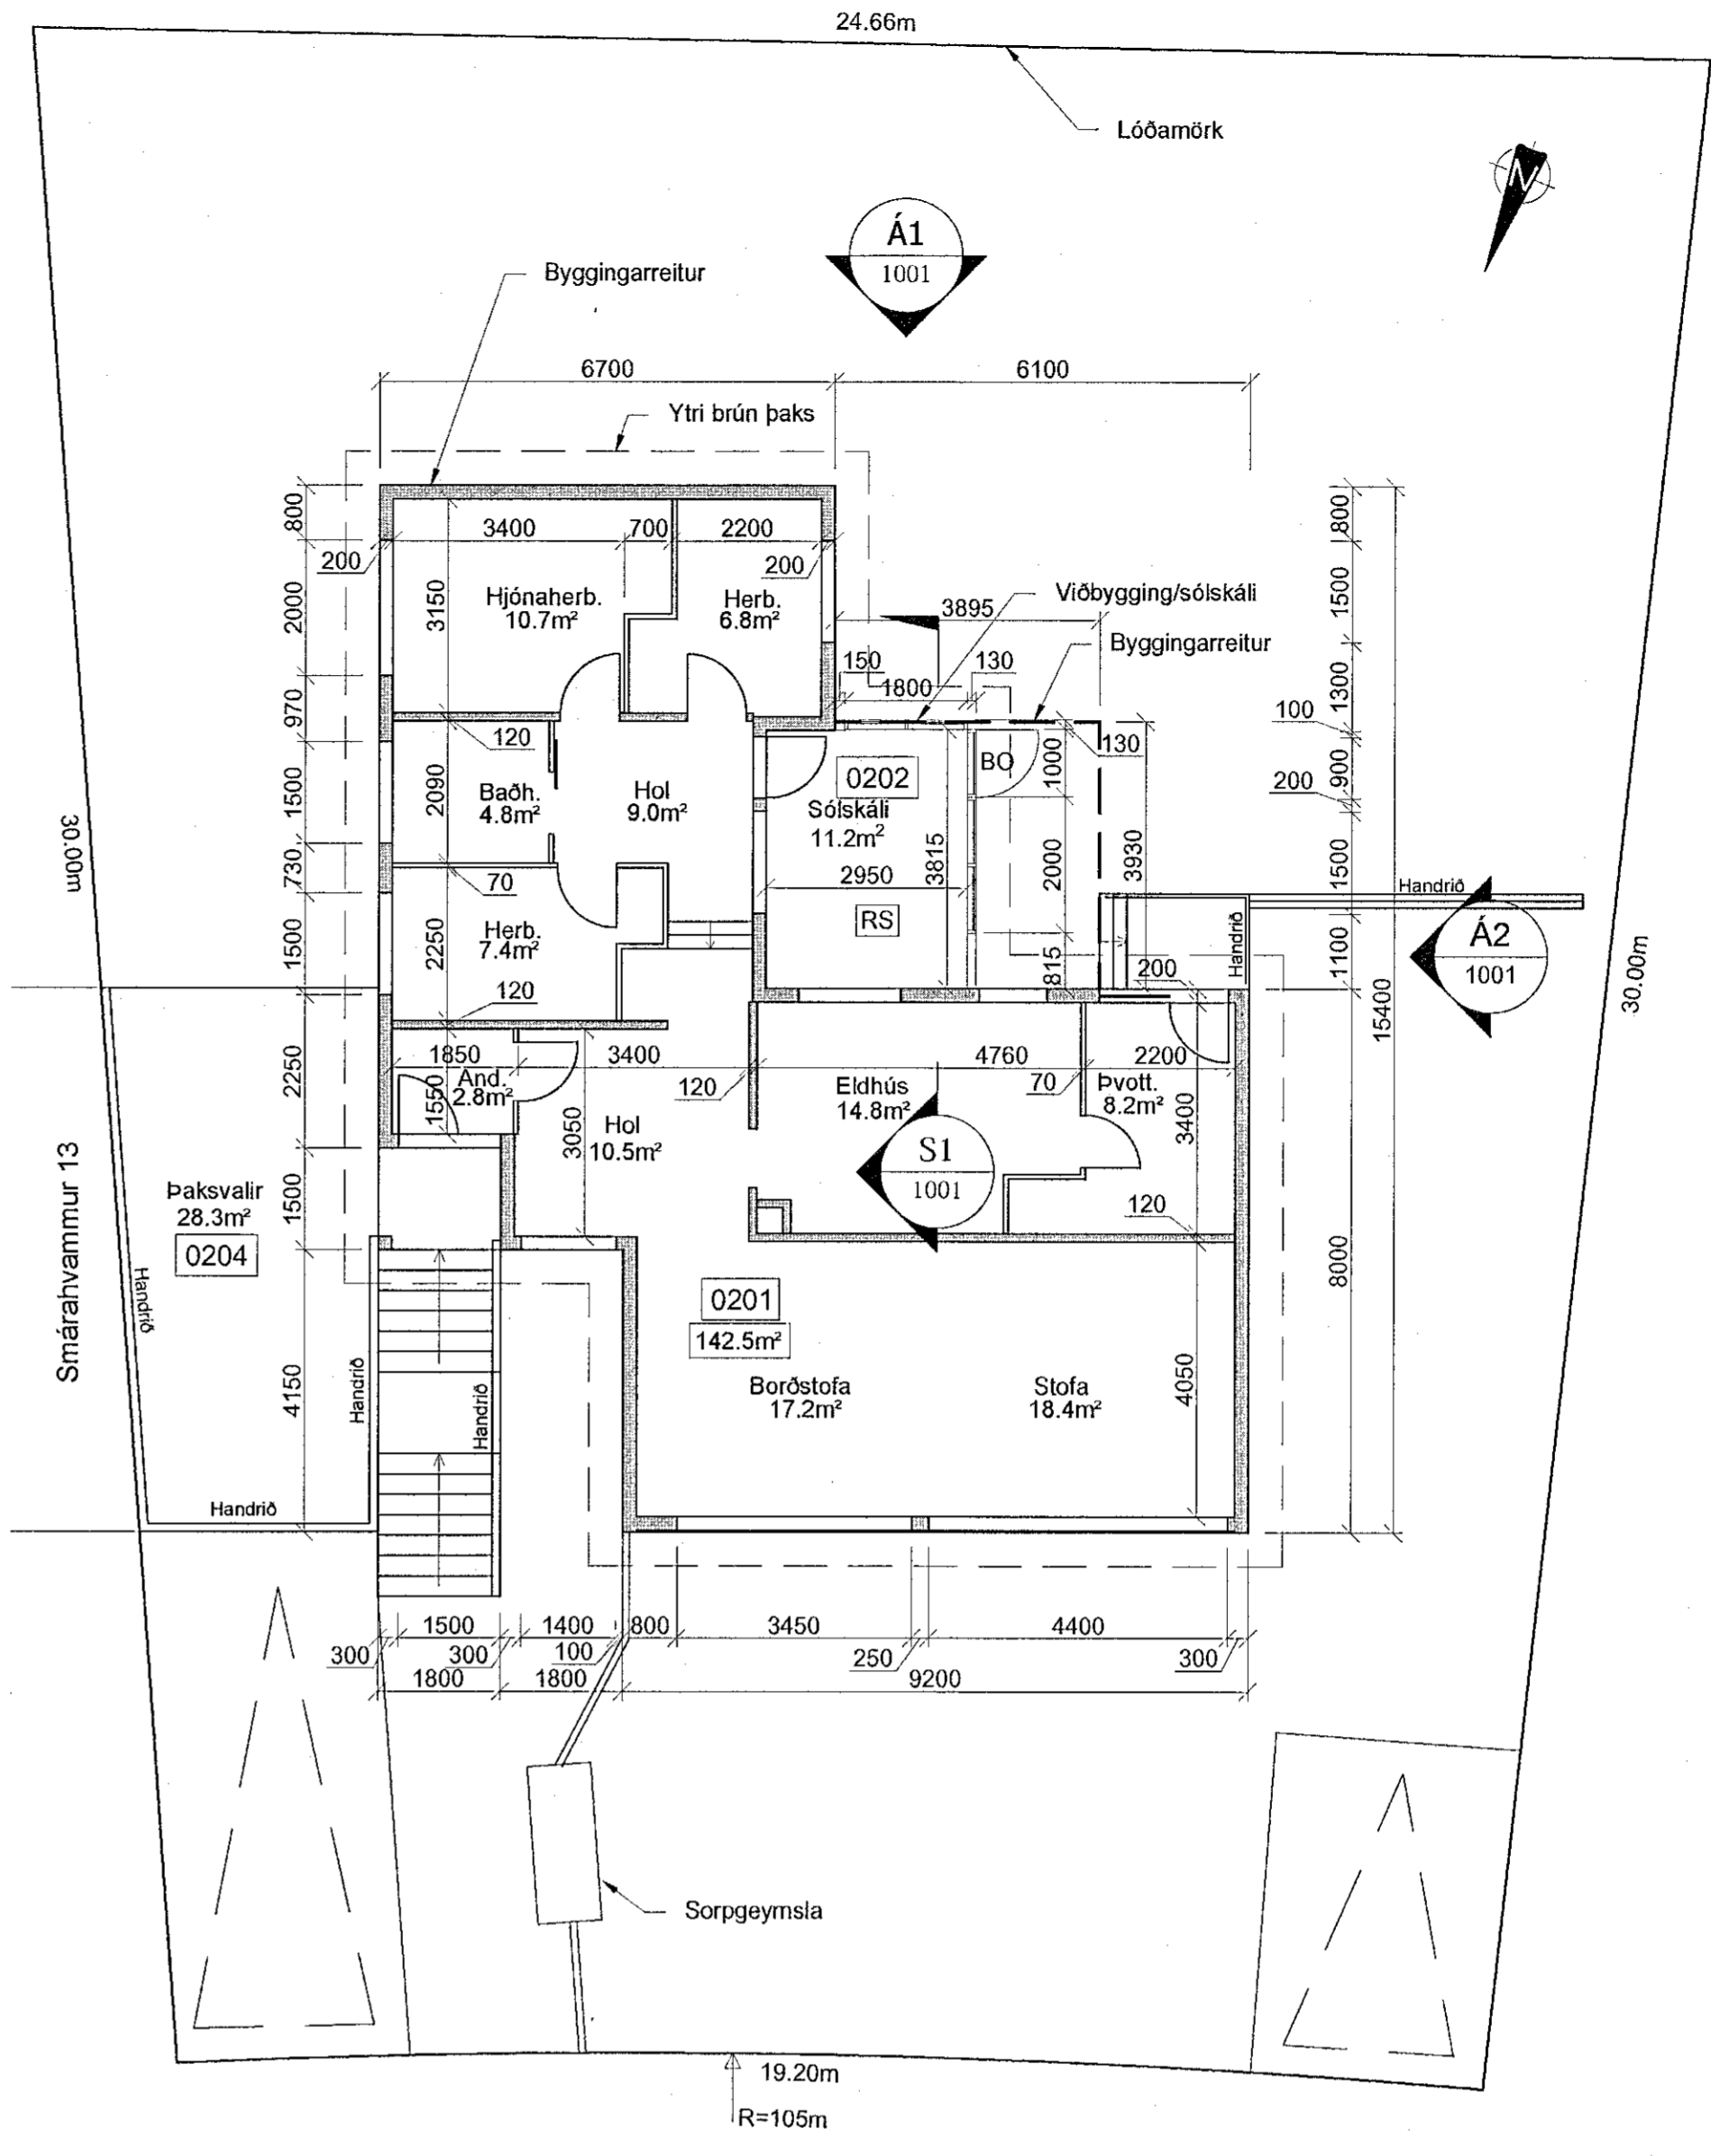 24.66m
Lóðamörk
N
Á1
1001
Byggingarreitur
6700
6100
Ytri brún þaks
800
3400
700
2200
800
200
200
Hjónaherb.
10.7m²
Herb.
6.8m²
Viðbygging/sólskáli
3895
1500
2000
3150
Byggingarreitur
150
1800
130
1300
970
120
100
130
BO
1000
0202
Hol
9.0m²
Baðh.
4.8m²
2090
Sólskáli
11.2m²
900
200
1500
30.00m
3815
3930
2000
730
70
2950
1500
Handrið
RS
Herb.
7.4m²
2250
1500
Handrið
Á2
1001
815
200
1100
30.00m
15400
120
1850
3400
4760
2200
And.
2.8m²
1550
120
Eldhús
14.8m²
70
Þvott.
8.2m²
3400
2250
Hol
10.5m²
3050
S1
1001
Smárahvammur 13
Þaksvalir
28.3m²
0204
1500
120
8000
Handrið
0201
142.5m²
Borðstofa
17.2m²
Stofa
18.4m²
4050
4150
Handrið
Handrið
Handrið
1500
1400
800
3450
4400
300
300
100
250
300
1800
1800
9200
Sorpgeymsla
19.20m
R=105m